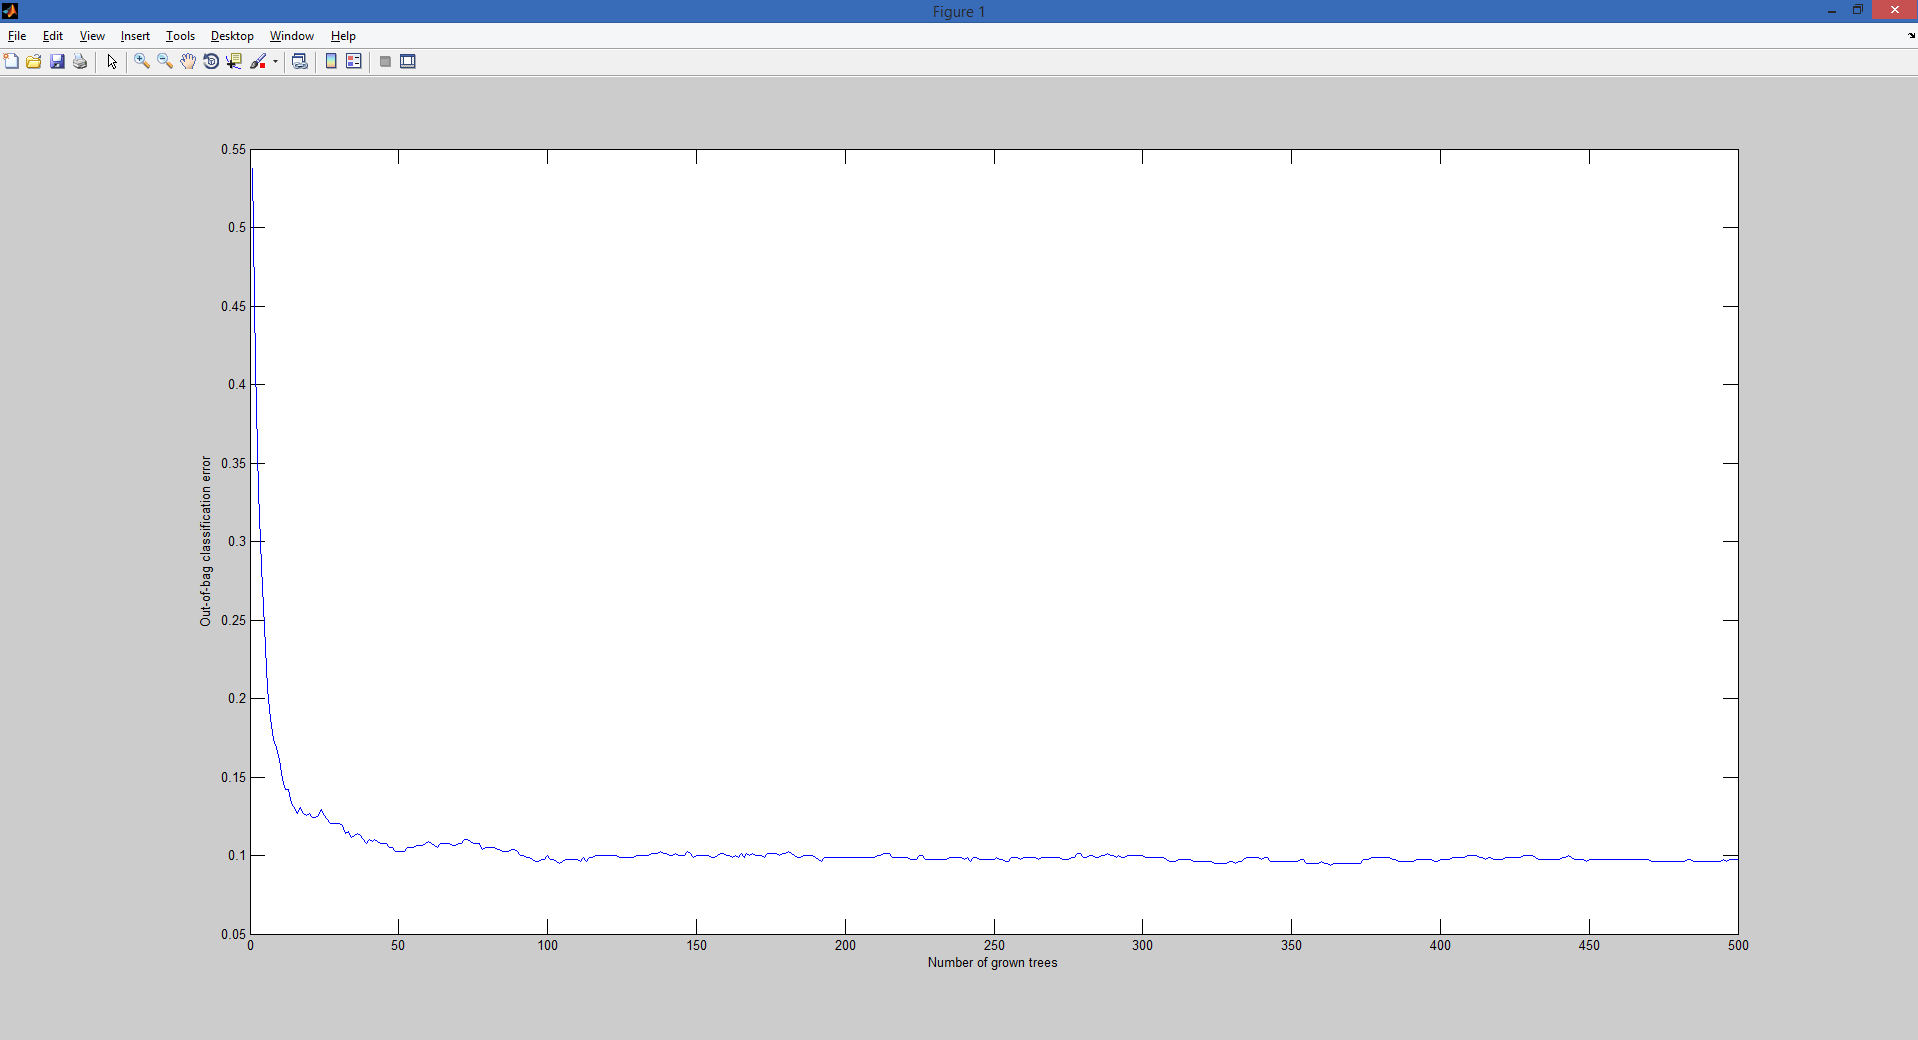 Figure 1
File Edit View Insert Tools Desktop Window Help
0.55
0.5
0.45
0.4
0.35
0.3
0.25
0.2
0.15
0.1
0.05
Out-of-bag classification error
0 50 100 150 200 250 300 350 400 450 500
Number of grown trees